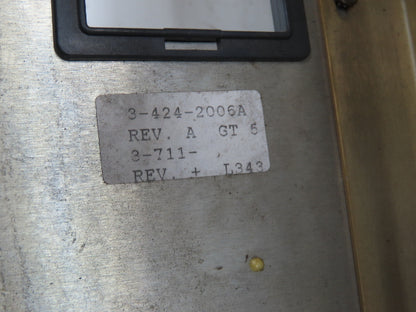 3-424-2006A
REV. A GT 6
3-711-
REV. + L343